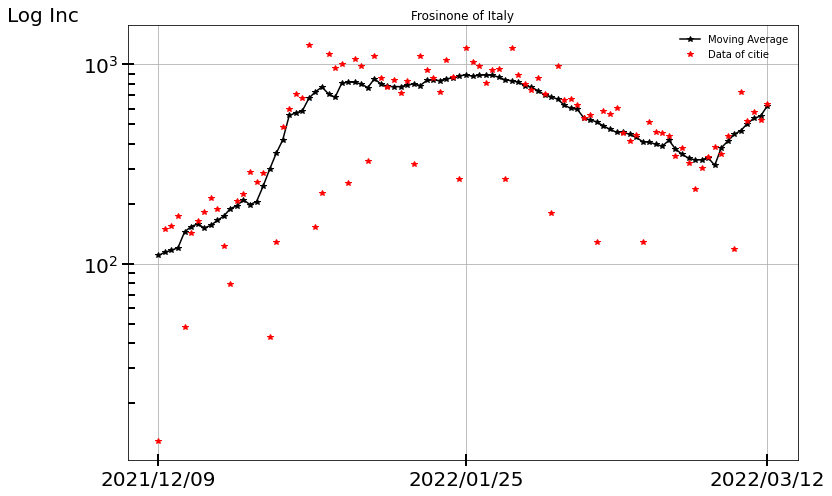 Log Inc
Frosinone of Italy
Moving Average
Data of citie
10³
10²
2021/12/09
2022/01/25
2022/03/12